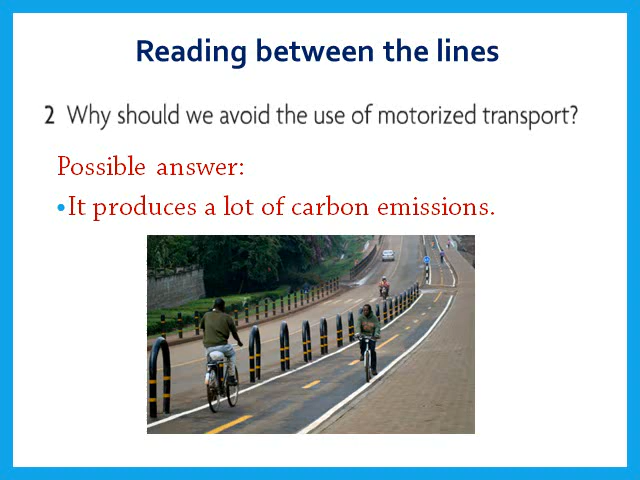 Reading between the lines
2 Why should we avoid the use of motorized transport?
Possible answer:
•It produces a lot of carbon emissions.